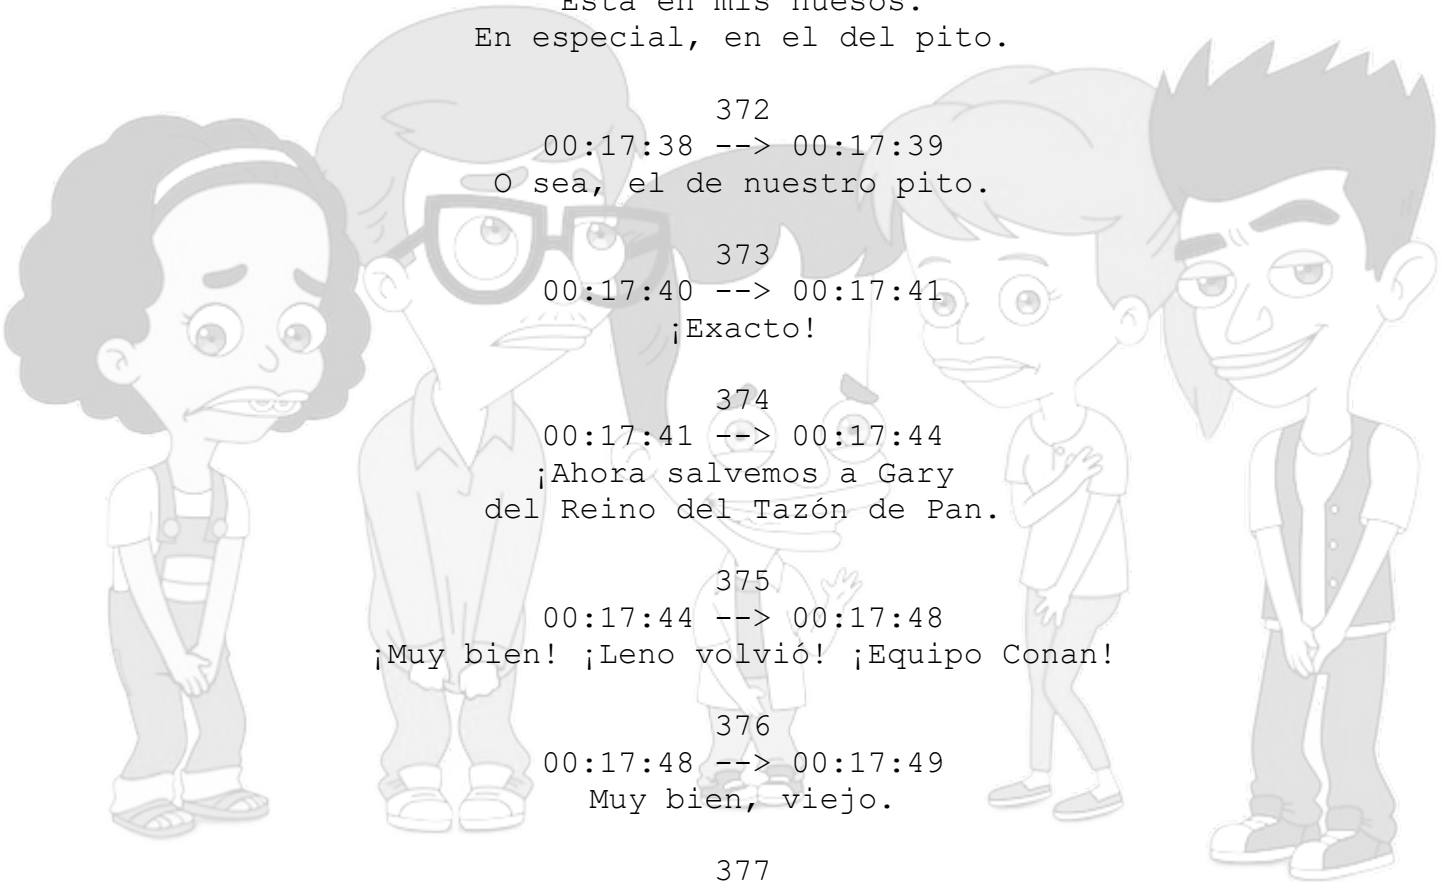 Está en mis huesos.
En especial, en el del pito.
372
00:17:38 --> 00:17:39
O sea, el de nuestro pito.
373
00:17:40 --> 00:17:41
¡Exacto!
374
00:17:41 --> 00:17:44
¡Ahora salvemos a Gary
del Reino del Tazón de Pan.
375
00:17:44 --> 00:17:48
¡Muy bien! ¡Leno volvió! ¡Equipo Conan!
376
00:17:48 --> 00:17:49
Muy bien, viejo.
377